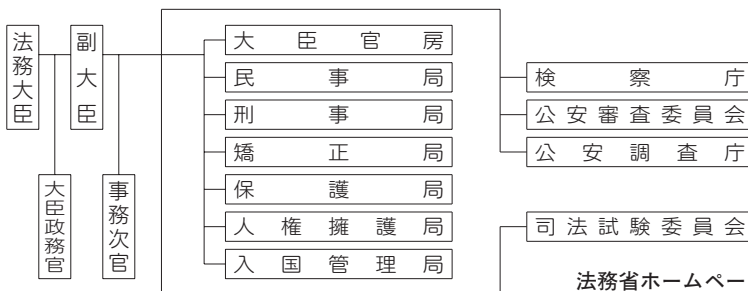 法務大臣
副大臣
大臣政務官
事務次官
大臣官房
民事局
刑事局
矯正局
保護局
人権擁護局
入国管理局
検察庁
公安審査委員会
公安調査庁
司法試験委員会
法務省ホームペー